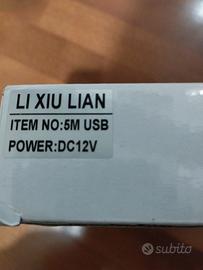 LI XIU LIAN
ITEM NO:5M USB
POWER:DC12V
subito